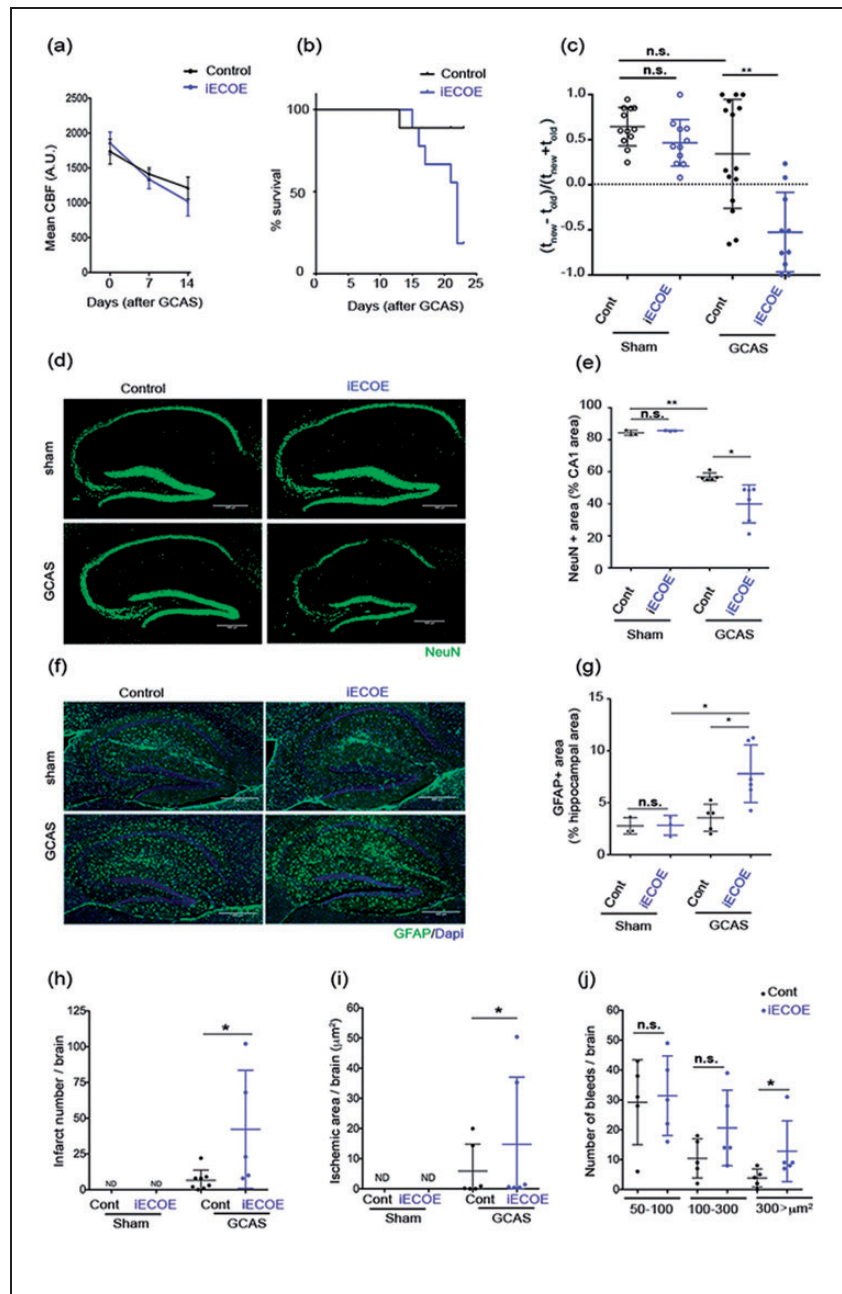 (a)
Control
iECOE
Mean CBF (A.U.)
2500
2000
1500
1000
500
0
0 7 14
Days (after GCAS)
(b)
Control
iECOE
% survival
100
50
0
0 5 10 15 20 25
Days (after GCAS)
(c)
n.s.
n.s.
**
(tnew - told)/(tnew+told)
1.0
0.5
0.0
-0.5
-1.0
Cont iECOE Cont iECOE
Sham GCAS
(d)
Control iECOE
sham
GCAS
NeuN
(e)
NeuN + area (% CA1 area)
100
80
60
40
20
0
**
n.s.
*
Cont iECOE Cont iECOE
Sham GCAS
(f)
Control iECOE
sham
GCAS
GFAP/Dapi
(g)
GFAP+ area
(% hippocampal area)
15
10
5
0
*
*
n.s.
Cont iECOE Cont iECOE
Sham GCAS
(h)
Infarct number / brain
125
100
75
50
25
0
*
ND ND
Cont iECOE Cont iECOE
Sham GCAS
(i)
Ischemic area / brain (μm²)
60
50
40
30
20
10
0
*
ND ND
Cont iECOE Cont iECOE
Sham GCAS
(j)
Cont
iECOE
Number of bleeds / brain
60
50
40
30
20
10
0
n.s.
n.s.
*
50-100 100-300 300>μm²